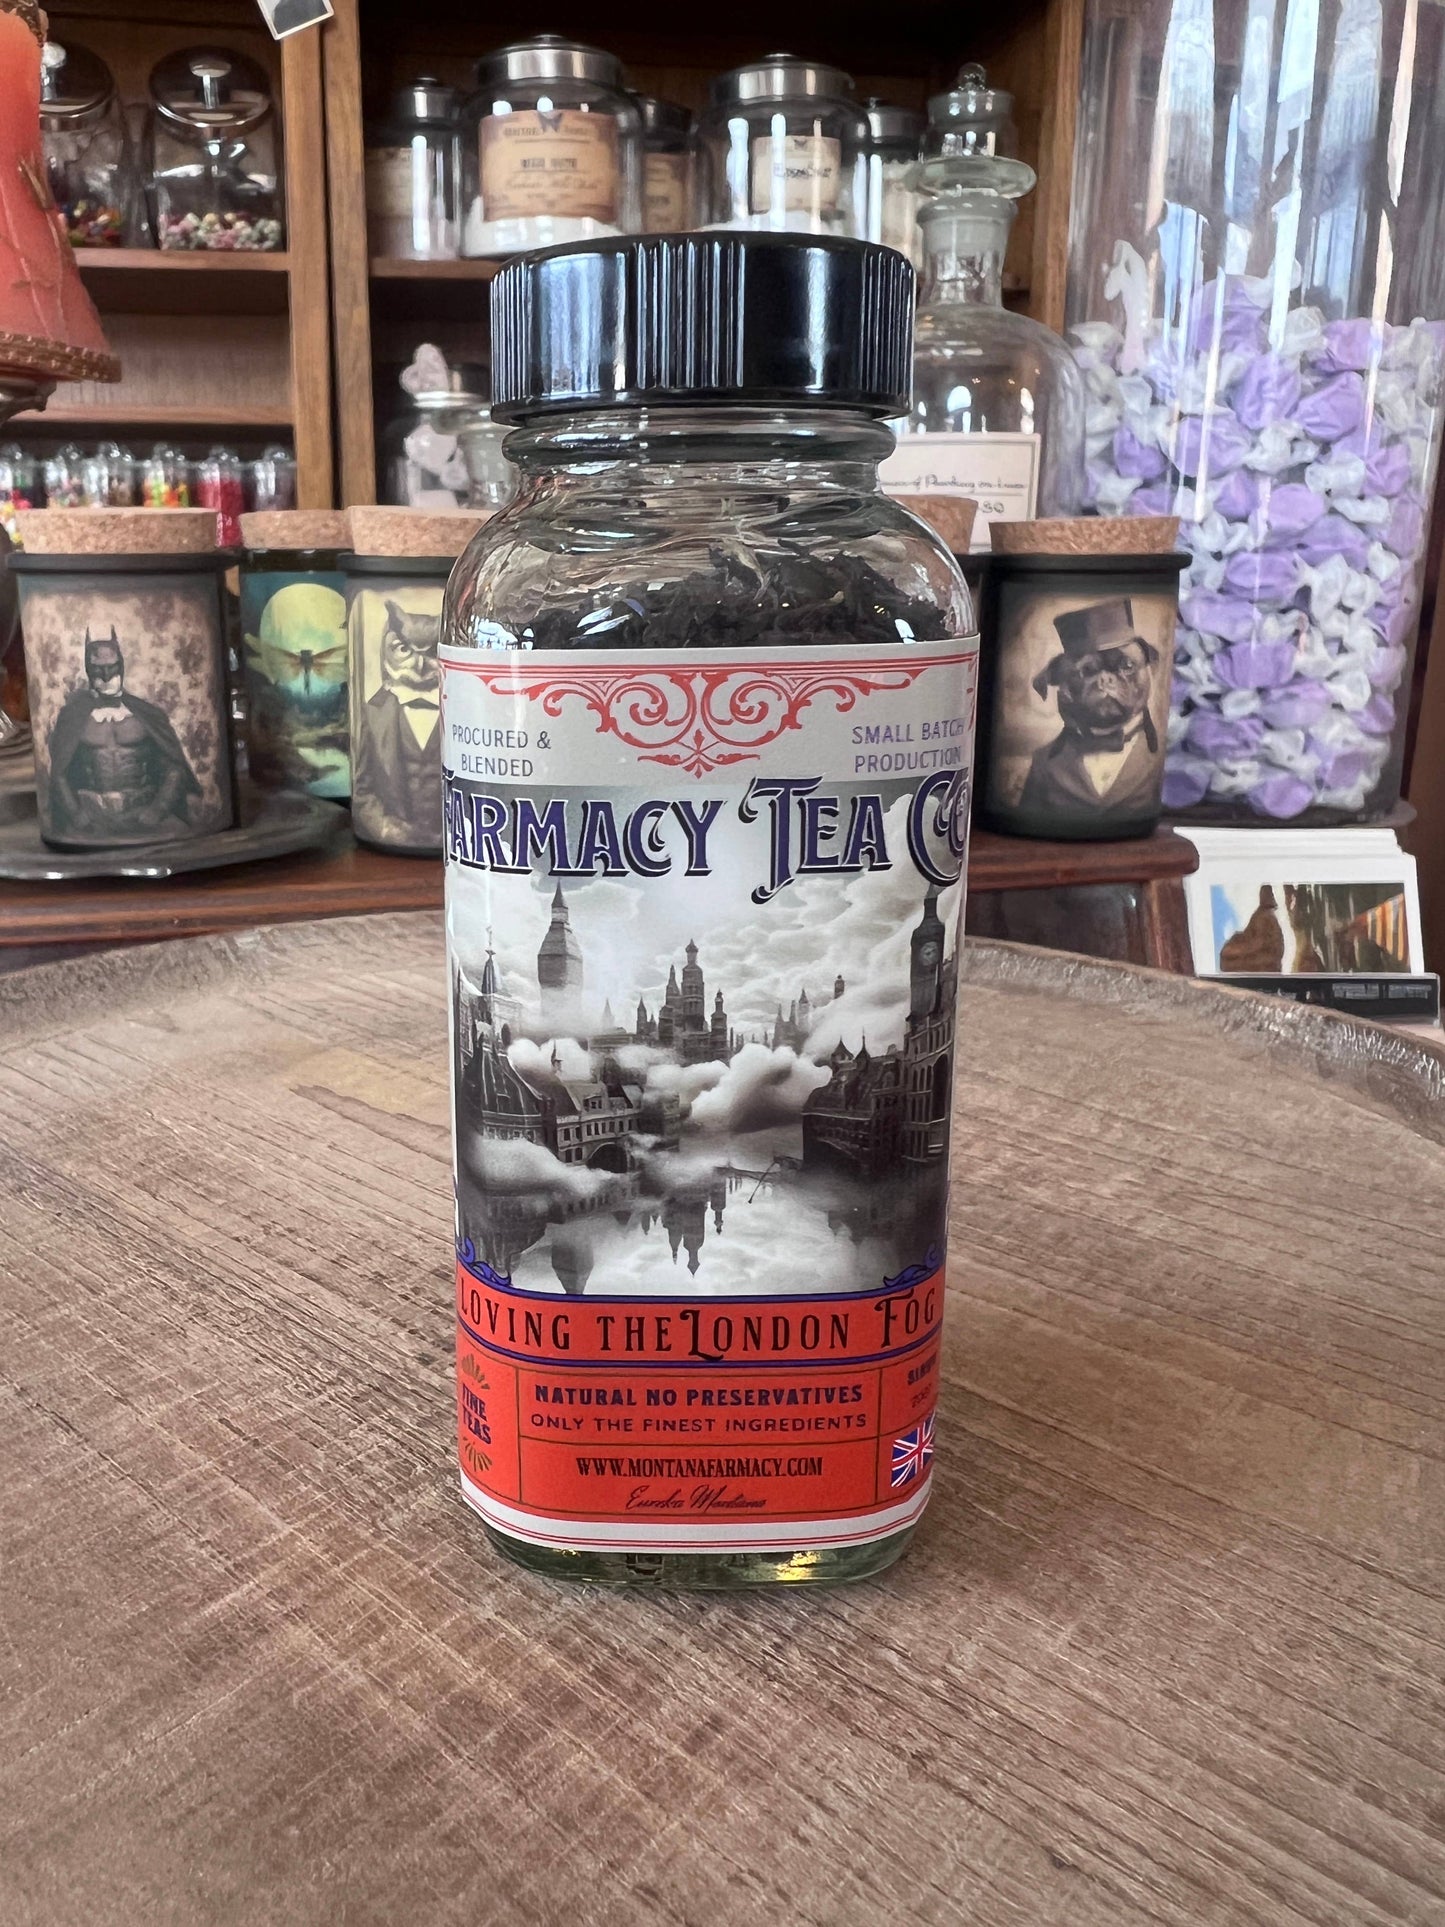 PROCURED &
BLENDED
SMALL BATCH
PRODUCTION
FARMACY TEA CO
LOVING THE LONDON FOG
FINE
TEAS
NATURAL NO PRESERVATIVES
ONLY THE FINEST INGREDIENTS
WWW.MONTANAFARMACY.COM
Eureka Montana